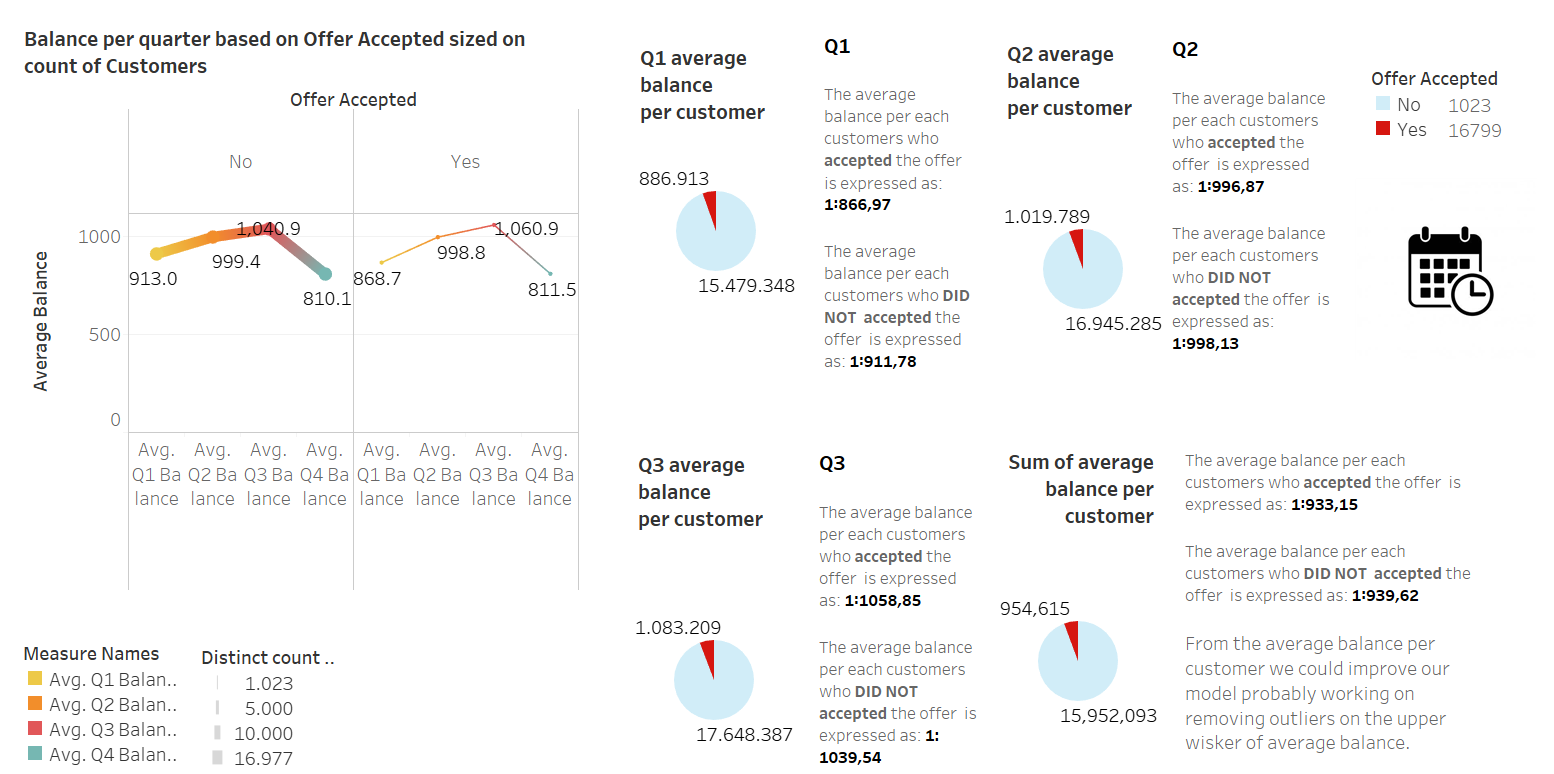 Balance per quarter based on Offer Accepted sized on
count of Customers
Offer Accepted
No
Yes
Average Balance
1000
500
0
913.0
999.4
1,040.9
810.1
868.7
998.8
1,060.9
811.5
Avg.
Q1 Ba
lance
Avg.
Q2 Ba
lance
Avg.
Q3 Ba
lance
Avg.
Q4 Ba
lance
Avg.
Q1 Ba
lance
Avg.
Q2 Ba
lance
Avg.
Q3 Ba
lance
Avg.
Q4 Ba
lance
Measure Names
Avg. Q1 Balan..
Avg. Q2 Balan..
Avg. Q3 Balan..
Avg. Q4 Balan..
Distinct count ..
1.023
5.000
10.000
16.977
Q1 average
balance
per customer
886.913
15.479.348
Q1
The average
balance per each
customers who
accepted the offer
is expressed as:
1:866,97
The average
balance per each
customers who DID
NOT accepted the
offer is expressed
as: 1:911,78
Q2 average
balance
per customer
1.019.789
16.945.285
Q2
The average balance
per each customers
who accepted the
offer is expressed
as: 1:996,87
The average balance
per each customers
who DID NOT
accepted the offer is
expressed as:
1:998,13
Offer Accepted
No 1023
Yes 16799
Q3 average
balance
per customer
1.083.209
17.648.387
Q3
The average balance
per each customers
who accepted the
offer is expressed
as: 1:1058,85
The average balance
per each customers
who DID NOT
accepted the offer is
expressed as: 1:
1039,54
Sum of average
balance per
customer
954,615
15,952,093
The average balance per each
customers who accepted the offer is
expressed as: 1:933,15
The average balance per each
customers who DID NOT accepted the
offer is expressed as: 1:939,62
From the average balance per
customer we could improve our
model probably working on
removing outliers on the upper
wisker of average balance.